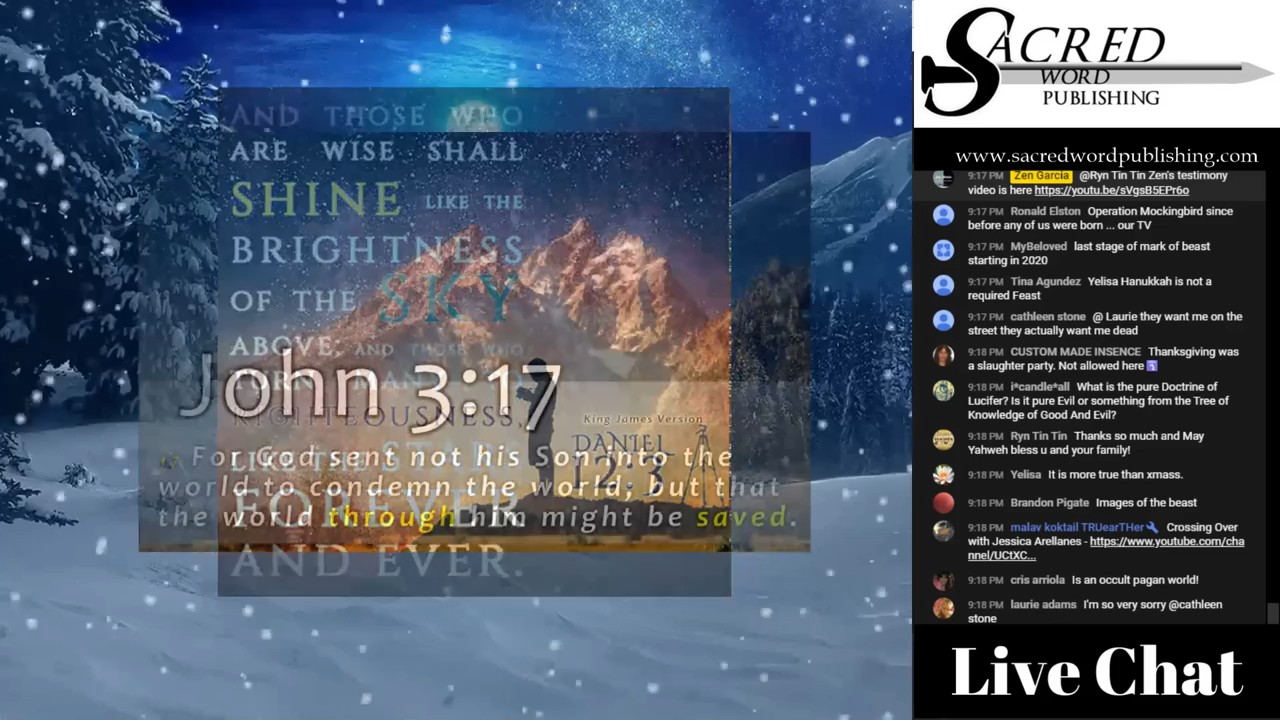 AND THOSE WHO
ARE WISE SHALL
SHINE LIKE THE
BRIGHTNESS
OF THE SKY
ABOVE; AND THOSE WHO
TURN MANY TO
RIGHTEOUSNESS,
LIKE THE STARS
FOREVER
AND EVER.
DANIEL
12:3
John 3:17
King James Version
For God sent not his Son into the
world to condemn the world; but that
the world through him might be saved.
SACRED
WORD
PUBLISHING
www.sacredwordpublishing.com
9:17 PM Zen Garcia @Ryn Tin Tin Zen's testimony
video is here https://youtu.be/sVgsB5EPr6o
9:17 PM Ronald Elston Operation Mockingbird since
before any of us were born ... our TV
9:17 PM MyBeloved last stage of mark of beast
starting in 2020
9:17 PM Tina Agundez Yelisa Hanukkah is not a
required Feast
9:17 PM cathleen stone @ Laurie they want me on the
street they actually want me dead
9:18 PM CUSTOM MADE INSENCE Thanksgiving was
a slaughter party. Not allowed here
9:18 PM i*candle*all What is the pure Doctrine of
Lucifer? Is it pure Evil or something from the Tree of
Knowledge of Good And Evil?
9:18 PM Ryn Tin Tin Thanks so much and May
Yahweh bless u and your family!
9:18 PM Yelisa It is more true than xmass.
9:18 PM Brandon Pigate Images of the beast
9:18 PM malav koktail TRUearTHer Crossing Over
with Jessica Arellanes - https://www.youtube.com/cha
nnel/UCtXC...
9:18 PM cris arriola Is an occult pagan world!
9:18 PM laurie adams I'm so very sorry @cathleen
stone
Live Chat